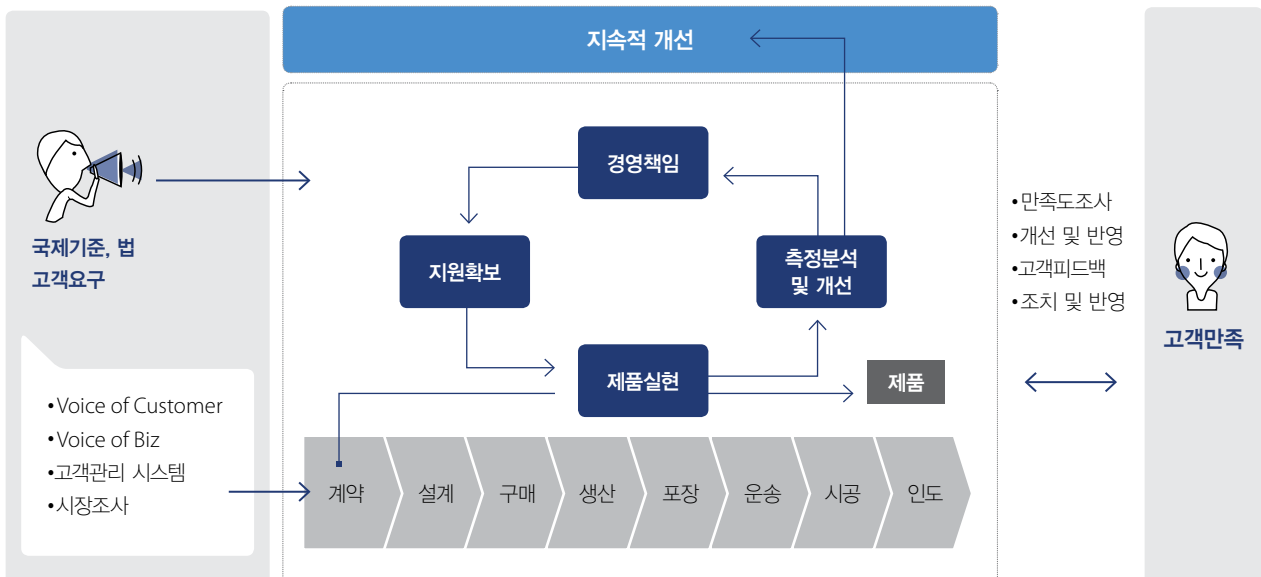 지속적 개선
국제기준, 법
고객요구
•Voice of Customer
•Voice of Biz
•고객관리 시스템
•시장조사
경영책임
지원확보
측정분석
및 개선
제품실현
제품
계약
설계
구매
생산
포장
운송
시공
인도
•만족도조사
•개선 및 반영
•고객피드백
•조치 및 반영
고객만족